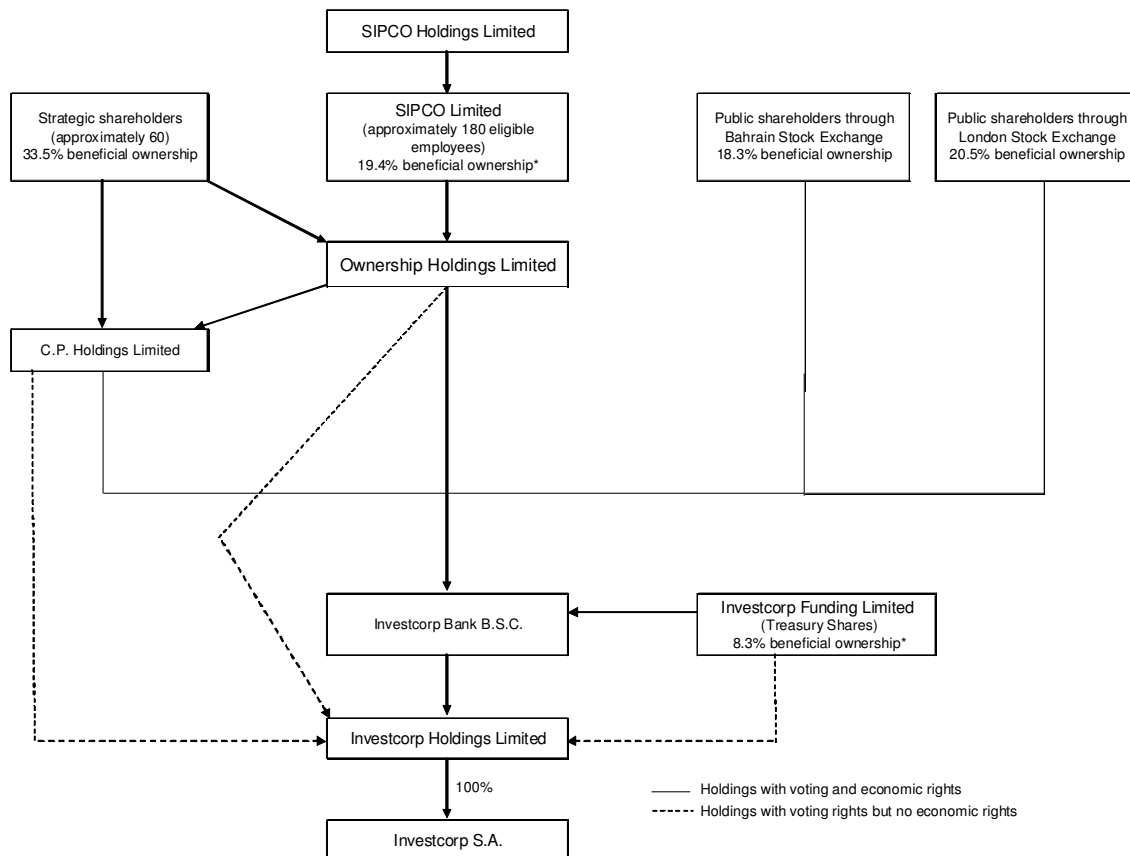 SIPCO Holdings Limited
Strategic shareholders
(approximately 60)
33.5% beneficial ownership
SIPCO Limited
(approximately 180 eligible
employees)
19.4% beneficial ownership*
Public shareholders through
Bahrain Stock Exchange
18.3% beneficial ownership
Public shareholders through
London Stock Exchange
20.5% beneficial ownership
Ownership Holdings Limited
C.P. Holdings Limited
Investcorp Bank B.S.C.
Investcorp Funding Limited
(Treasury Shares)
8.3% beneficial ownership*
Investcorp Holdings Limited
100%
Investcorp S.A.
Holdings with voting and economic rights
Holdings with voting rights but no economic rights